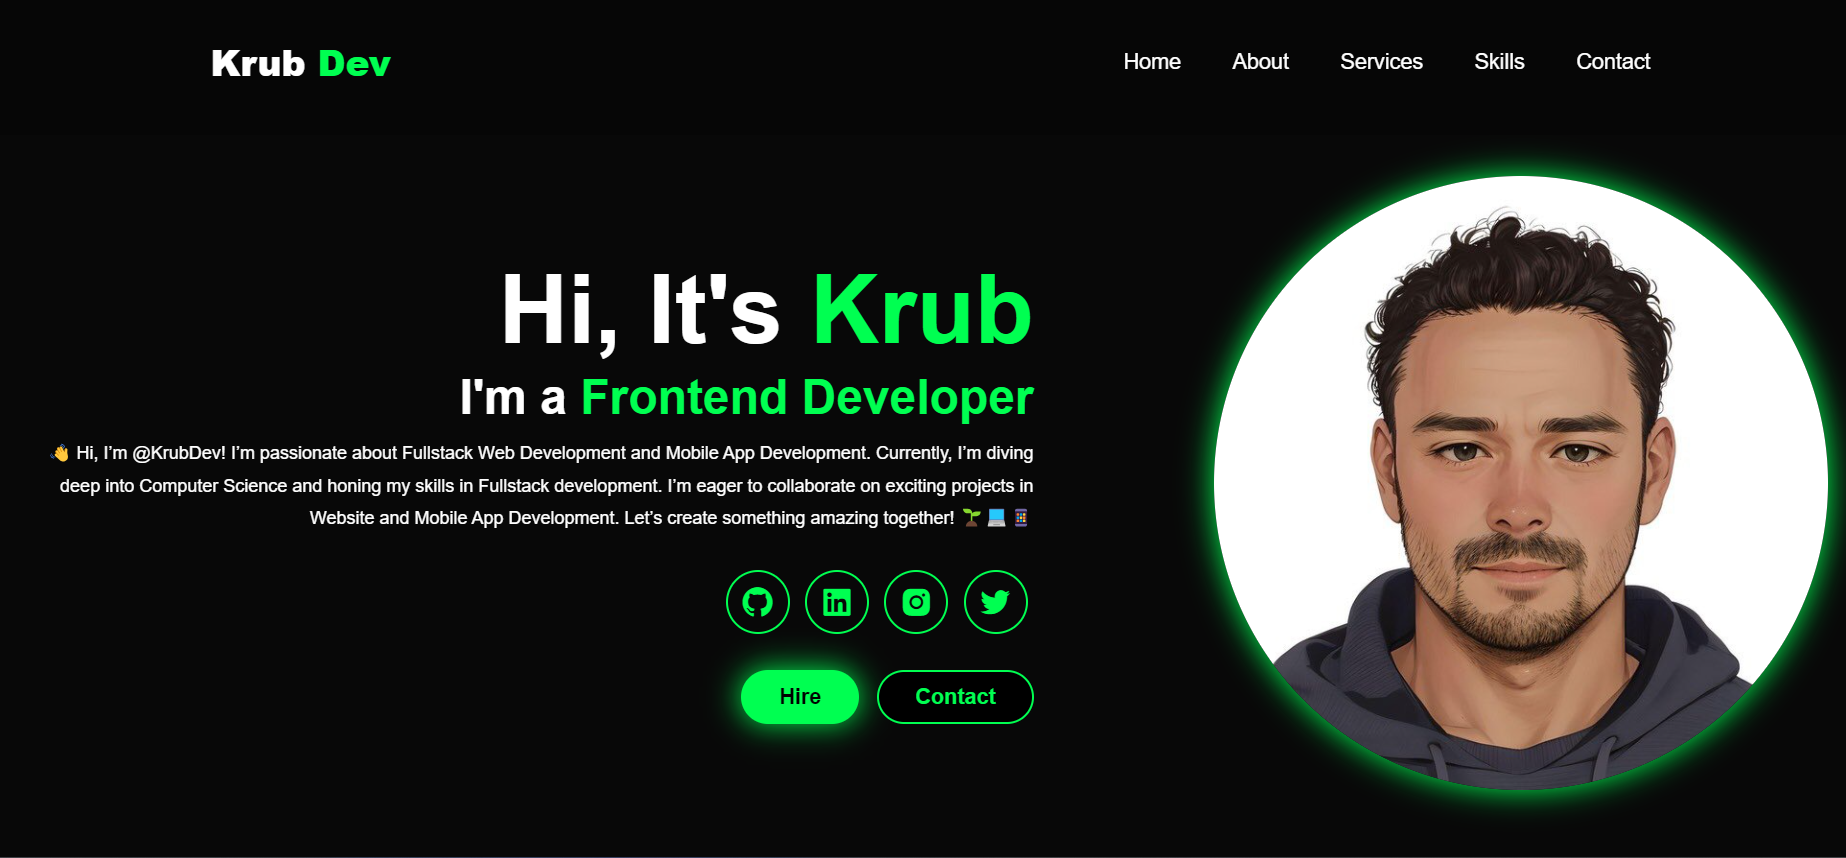 Krub Dev
Home About Services Skills Contact
Hi, It's Krub
I'm a Frontend Developer
👋 Hi, I’m @KrubDev! I’m passionate about Fullstack Web Development and Mobile App Development. Currently, I’m diving
deep into Computer Science and honing my skills in Fullstack development. I’m eager to collaborate on exciting projects in
Website and Mobile App Development. Let’s create something amazing together! 🌱 💻 📱
in
Hire Contact